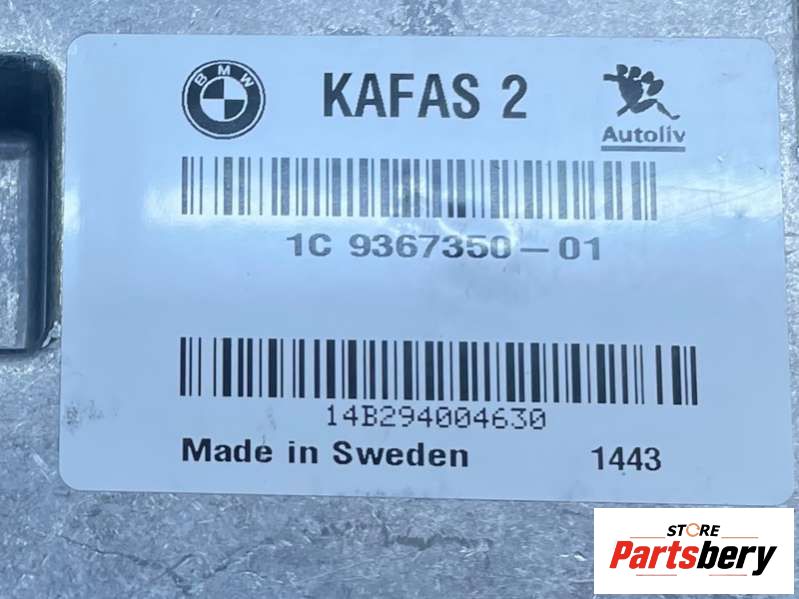 BMW KAFAS 2
Autoliv
1C 9367350-01
14B294004630
Made in Sweden 1443
STORE
Partsbery